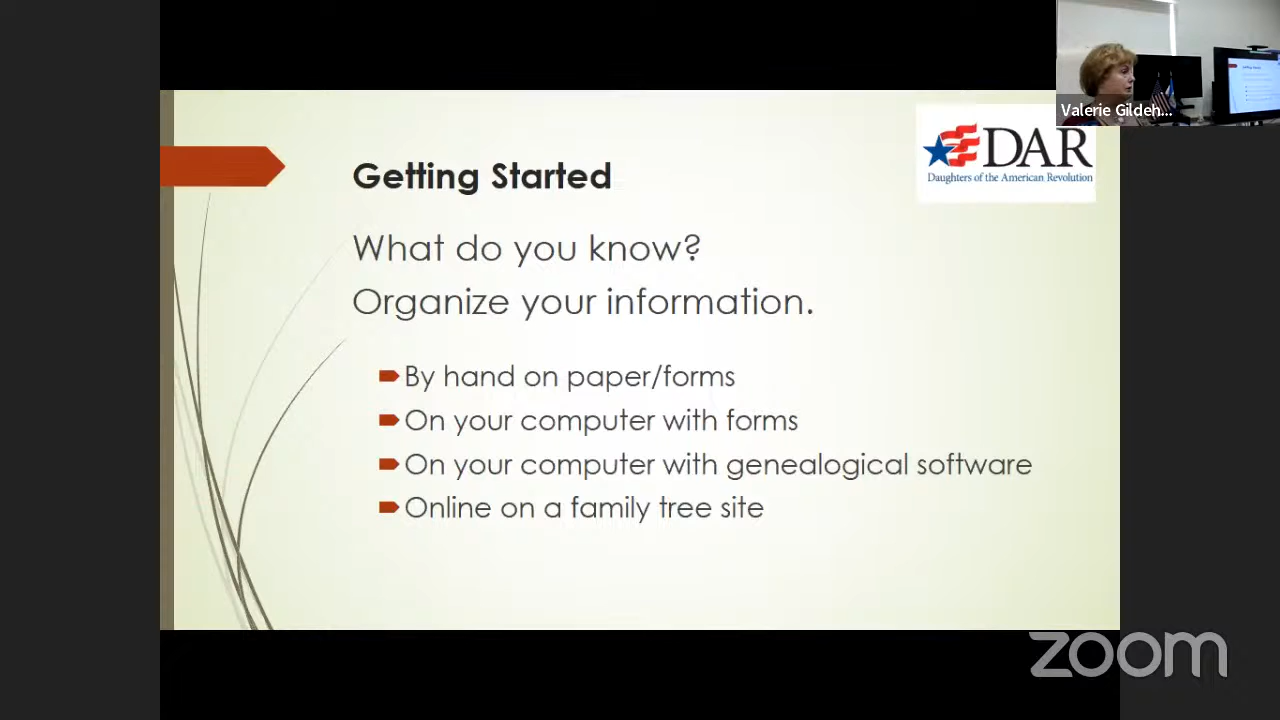 Valerie Gildeh...
DAR
Daughters of the American Revolution
Getting Started
What do you know?
Organize your information.
By hand on paper/forms
On your computer with forms
On your computer with genealogical software
Online on a family tree site
zoom